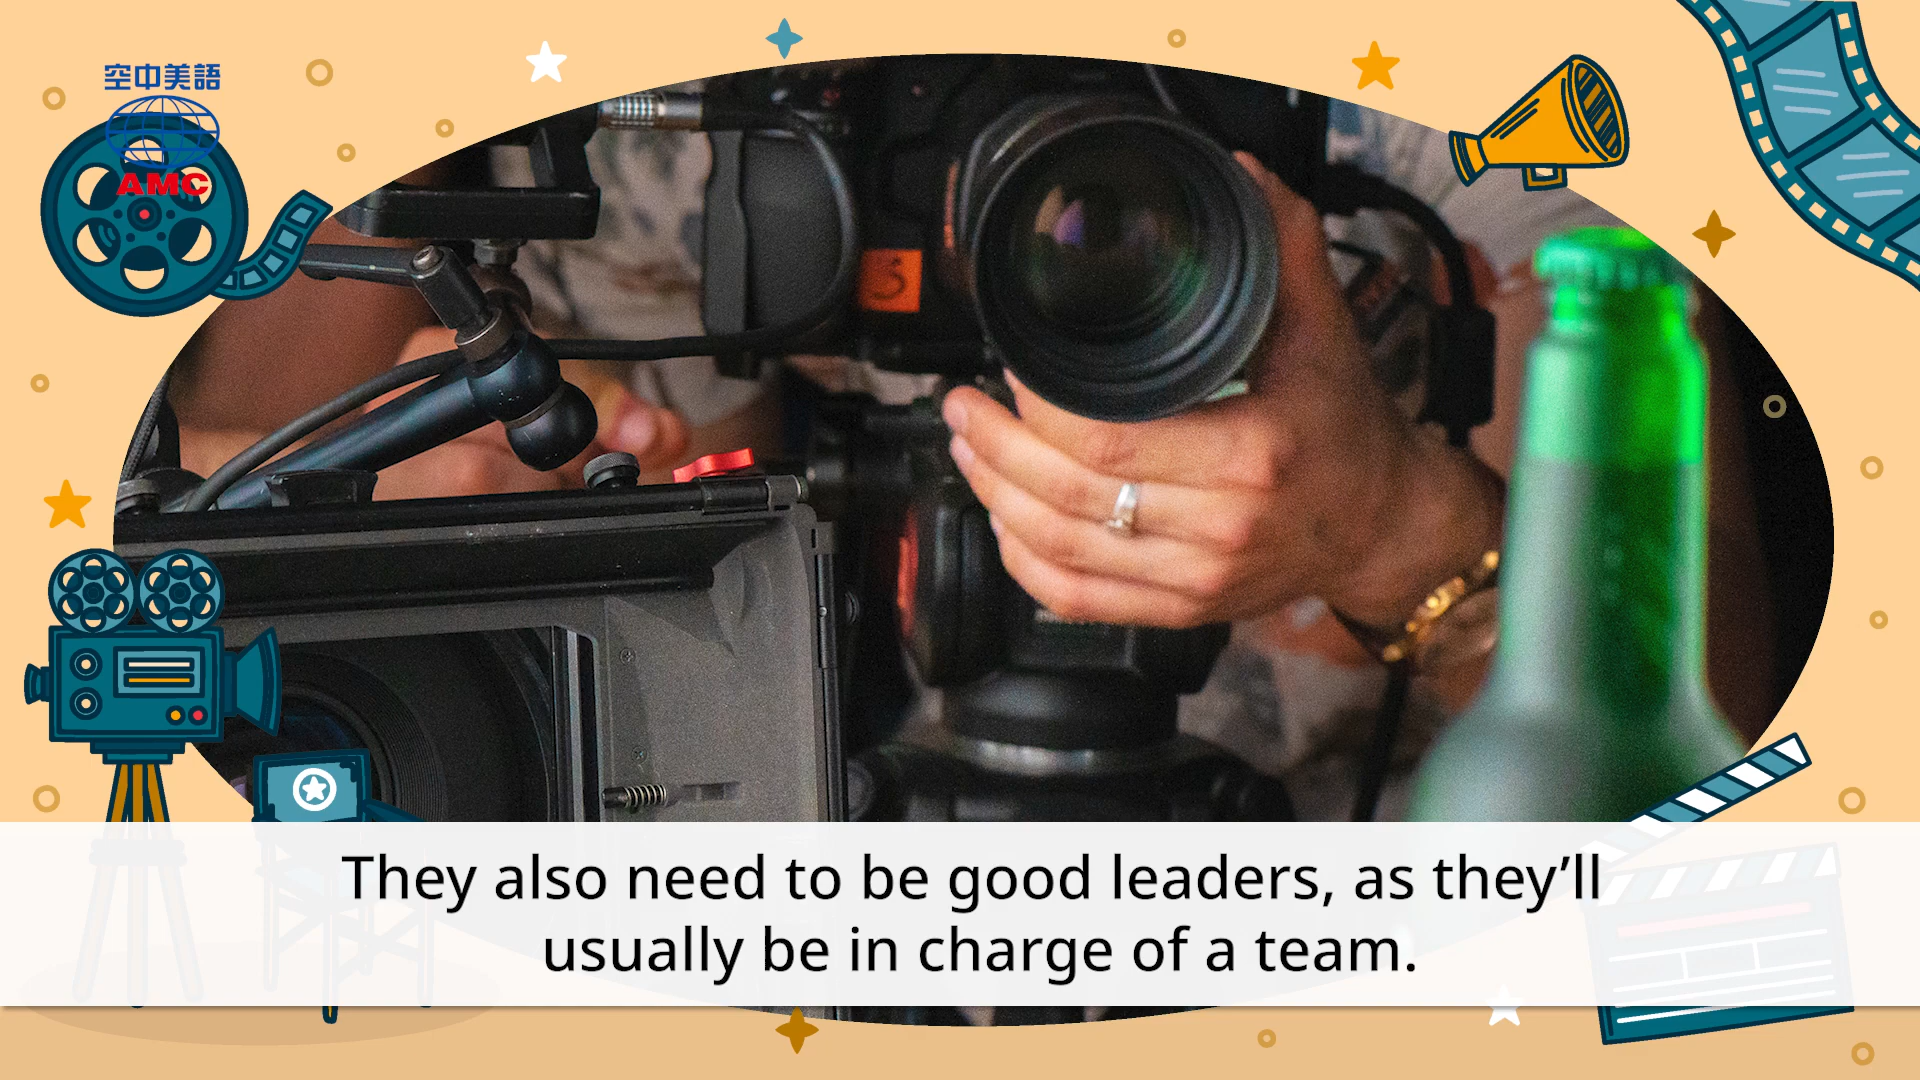 空中美語
AMC
3
They also need to be good leaders, as they’ll
usually be in charge of a team.